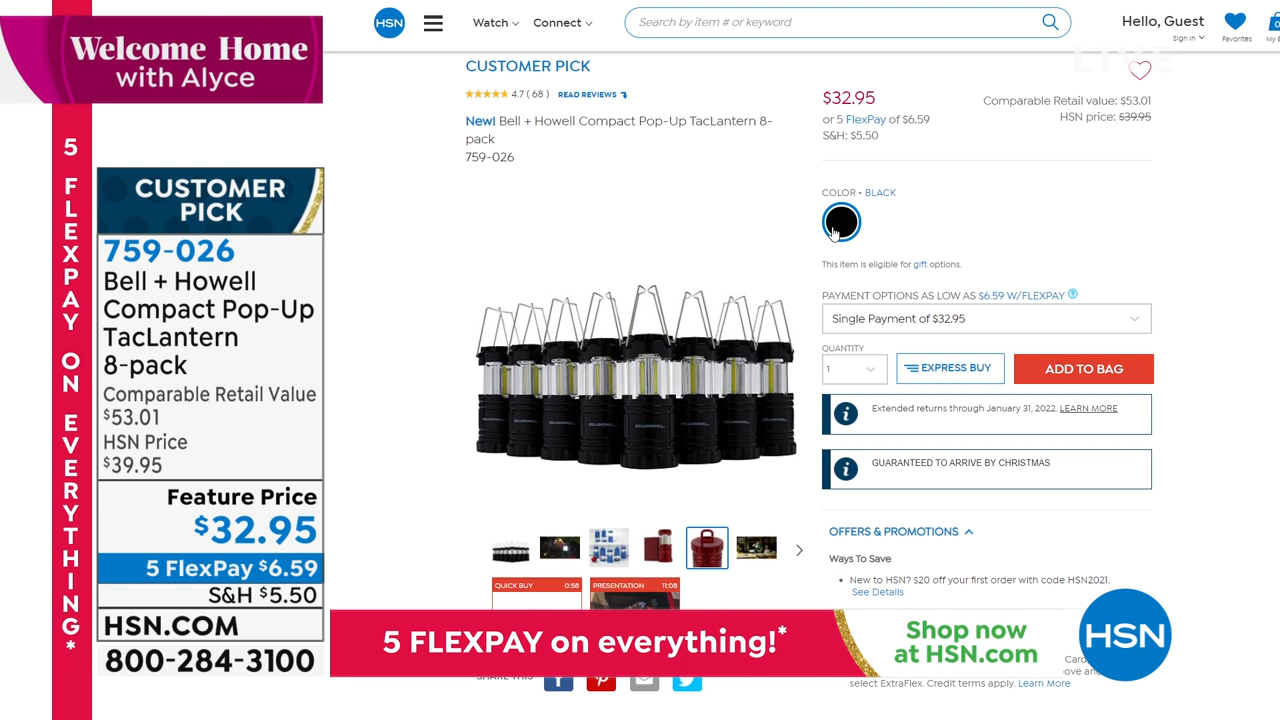 Welcome Home
with Alyce
5 FLEXPAY ON EVERYTHING*
CUSTOMER
PICK
759-026
Bell + Howell
Compact Pop-Up
TacLantern
8-pack
Comparable Retail Value
$53.01
HSN Price
$39.95
Feature Price
$32.95
5 FlexPay $6.59
S&H $5.50
HSN.COM
800-284-3100
HSN
Watch
Connect
Search by item # or keyword
Hello, Guest
Sign In
Favorites
0
LIVE
CUSTOMER PICK
4.7 ( 68 ) READ REVIEWS
New! Bell + Howell Compact Pop-Up TacLantern 8-
pack
759-026
$32.95
or 5 FlexPay of $6.59
S&H: $5.50
Comparable Retail value: $53.01
HSN price: $39.95
COLOR • BLACK
This item is eligible for gift options.
PAYMENT OPTIONS AS LOW AS $6.59 W/FLEXPAY ?
Single Payment of $32.95
QUANTITY
1
EXPRESS BUY
ADD TO BAG
Extended returns through January 31, 2022. LEARN MORE
GUARANTEED TO ARRIVE BY CHRISTMAS
OFFERS & PROMOTIONS
Ways To Save
• New to HSN? $20 off your first order with code HSN2021.
See Details
QUICK BUY 0:58
PRESENTATION 11:08
5 FLEXPAY on everything!*
Shop now
at HSN.com
HSN
SHARE THIS
select ExtraFlex. Credit terms apply. Learn More